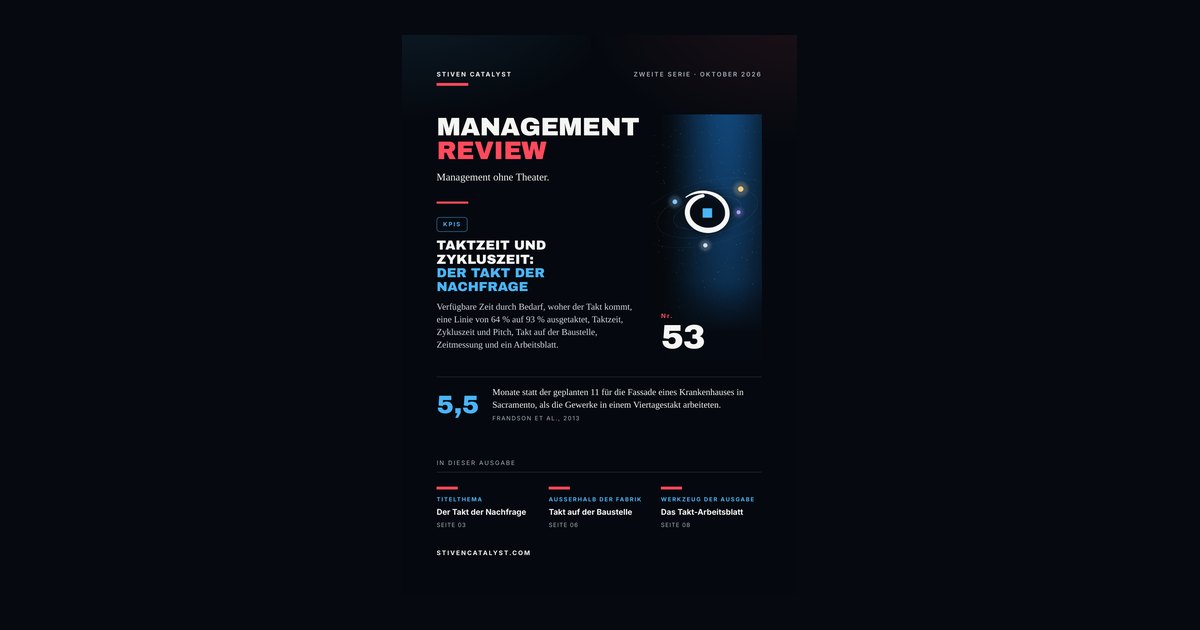 STIVEN CATALYST
ZWEITE SERIE · OKTOBER 2026
MANAGEMENT
REVIEW
Management ohne Theater.
KPIS
TAKTZEIT UND
ZYKLUSZEIT:
DER TAKT DER
NACHFRAGE
Verfügbare Zeit durch Bedarf, woher der Takt kommt,
eine Linie von 64 % auf 93 % ausgetaktet, Taktzeit,
Zykluszeit und Pitch, Takt auf der Baustelle,
Zeitmessung und ein Arbeitsblatt.
Nr.
53
5,5
Monate statt der geplanten 11 für die Fassade eines Krankenhauses in
Sacramento, als die Gewerke in einem Viertagestakt arbeiteten.
FRANDSON ET AL., 2013
IN DIESER AUSGABE
TITELTHEMA
Der Takt der Nachfrage
SEITE 03
AUSSERHALB DER FABRIK
Takt auf der Baustelle
SEITE 06
WERKZEUG DER AUSGABE
Das Takt-Arbeitsblatt
SEITE 08
STIVENCATALYST.COM